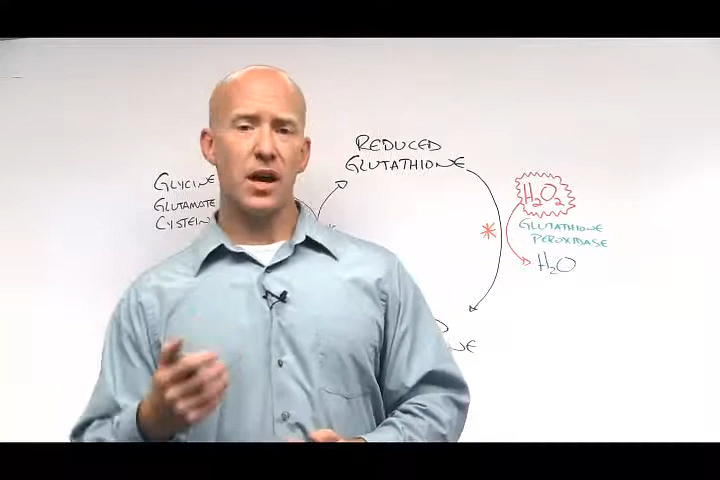 REDUCED
GLUTATHIONE
GLYCINE
GLUTAMATE
CYSTEIN
H2O2
GLUTATHIONE
PEROXIDASE
H2O